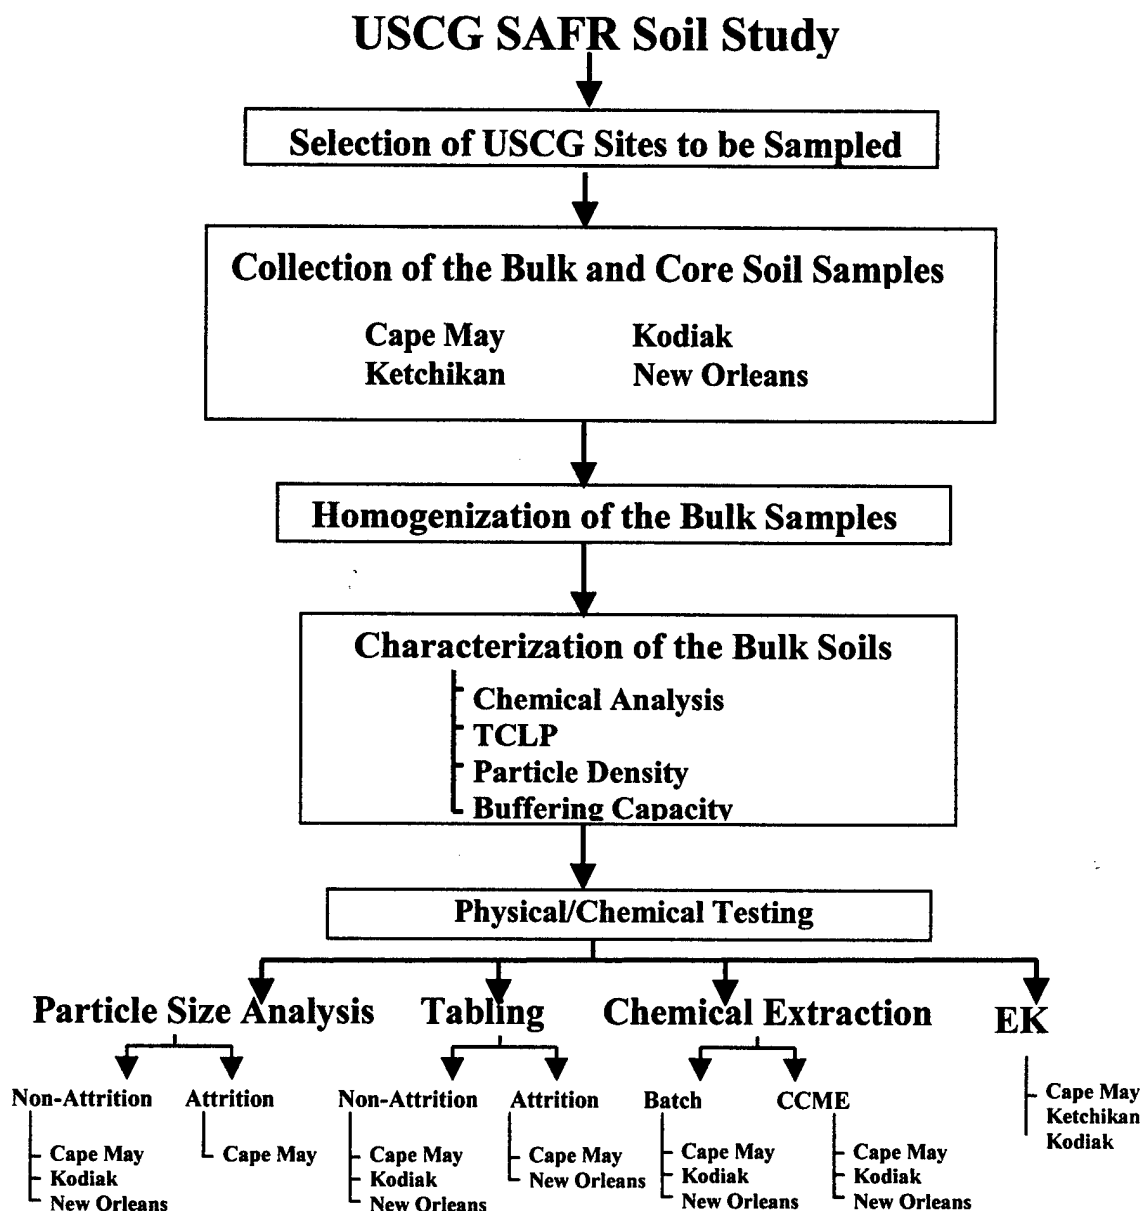 USCG SAFR Soil Study
Selection of USCG Sites to be Sampled
Collection of the Bulk and Core Soil Samples
Cape May Kodiak
Ketchikan New Orleans
Homogenization of the Bulk Samples
Characterization of the Bulk Soils
Chemical Analysis
TCLP
Particle Density
Buffering Capacity
Physical/Chemical Testing
Particle Size Analysis Tabling Chemical Extraction EK
Non-Attrition Attrition Non-Attrition Attrition Batch CCME
Cape May
Kodiak
New Orleans
Cape May
Cape May
Kodiak
New Orleans
Cape May
New Orleans
Cape May
Kodiak
New Orleans
Cape May
Kodiak
New Orleans
Cape May
Ketchikan
Kodiak